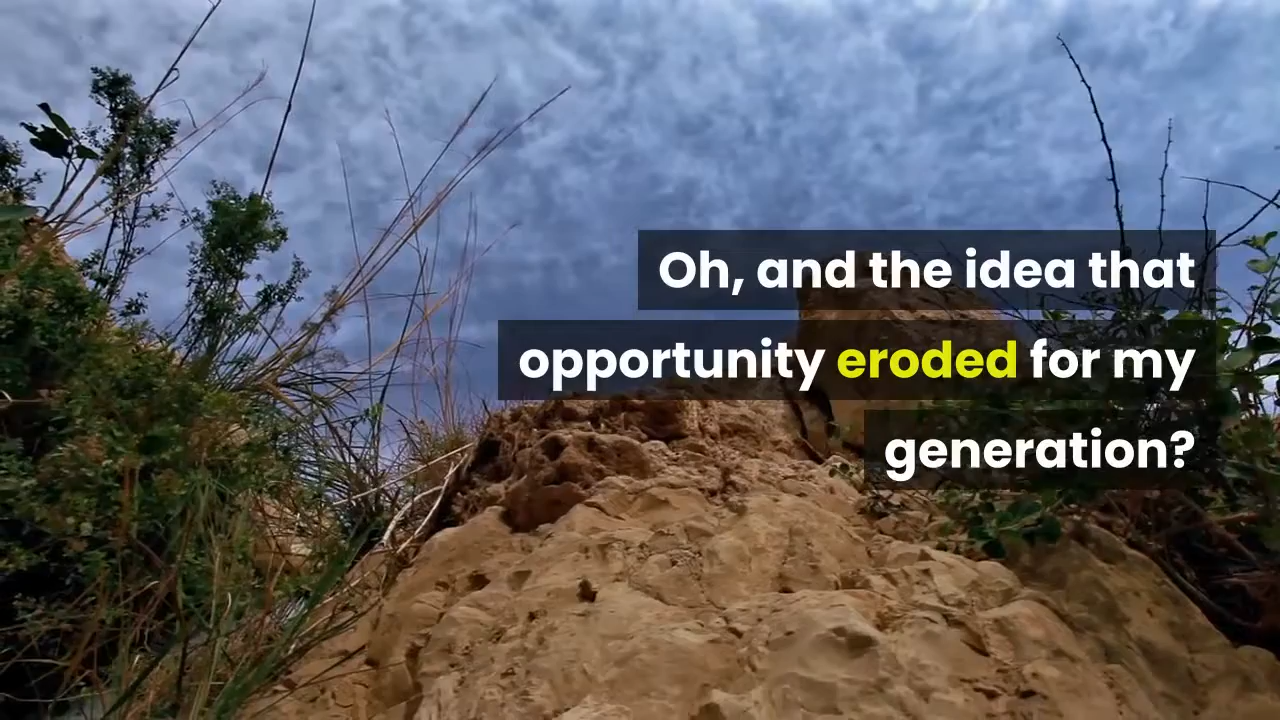 Oh, and the idea that
opportunity eroded for my
generation?